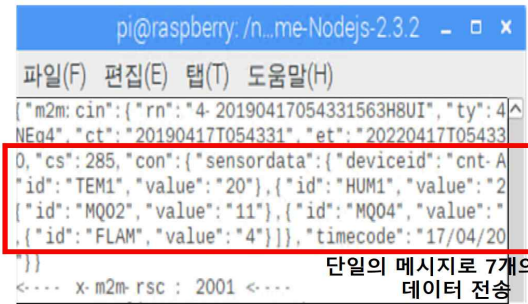 pi@raspberry: /n...me-Nodejs-2.3.2
파일(F) 편집(E) 탭(T) 도움말(H)
{"m2m:cin":{"rn":"4-20190417054331563H8UI","ty":4
NEq4","ct":"20190417T054331","et":"20220417T05433
0,"cs":285,"con":{"sensordata":{"deviceid":"cnt-A
"id":"TEM1","value":"20"},{"id":"HUM1","value":"2
{"id":"MQ02","value":"11"},{"id":"MQ04","value":"
,{"id":"FLAM","value":"4"}]},"timecode":"17/04/20
"}}
단일의 메시지로 7개의
<---- x-m2m-rsc : 2001 <----
데이터 전송